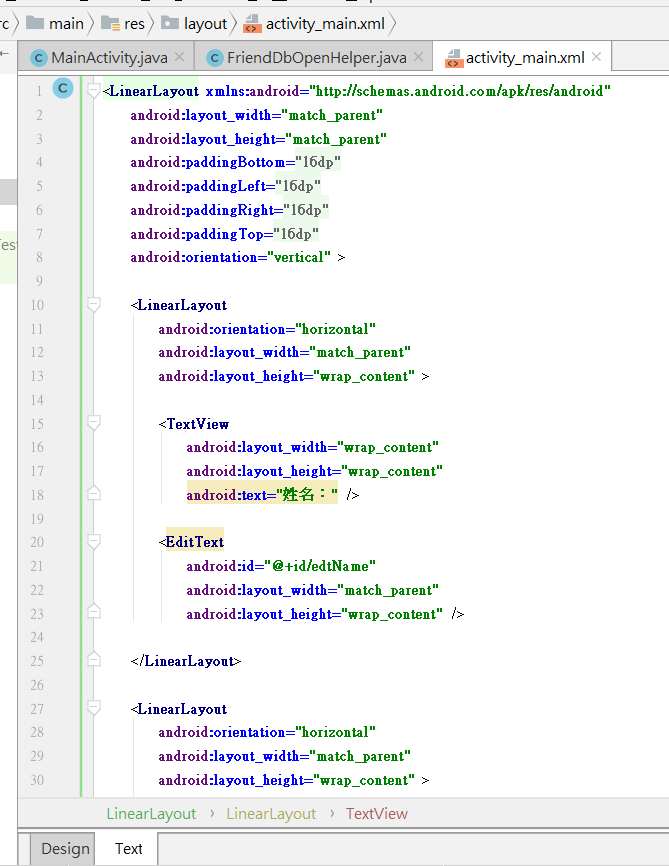 rc main res layout activity_main.xml
MainActivity.java FriendDbOpenHelper.java activity_main.xml
1 C <LinearLayout xmlns:android="http://schemas.android.com/apk/res/android"
2 android:layout_width="match_parent"
3 android:layout_height="match_parent"
4 android:paddingBottom="16dp"
5 android:paddingLeft="16dp"
6 android:paddingRight="16dp"
7 android:paddingTop="16dp"
8 android:orientation="vertical" >
9
10 <LinearLayout
11 android:orientation="horizontal"
12 android:layout_width="match_parent"
13 android:layout_height="wrap_content" >
14
15 <TextView
16 android:layout_width="wrap_content"
17 android:layout_height="wrap_content"
18 android:text="姓名：" />
19
20 <EditText
21 android:id="@+id/edtName"
22 android:layout_width="match_parent"
23 android:layout_height="wrap_content" />
24
25 </LinearLayout>
26
27 <LinearLayout
28 android:orientation="horizontal"
29 android:layout_width="match_parent"
30 android:layout_height="wrap_content" >
LinearLayout › LinearLayout › TextView
Design Text